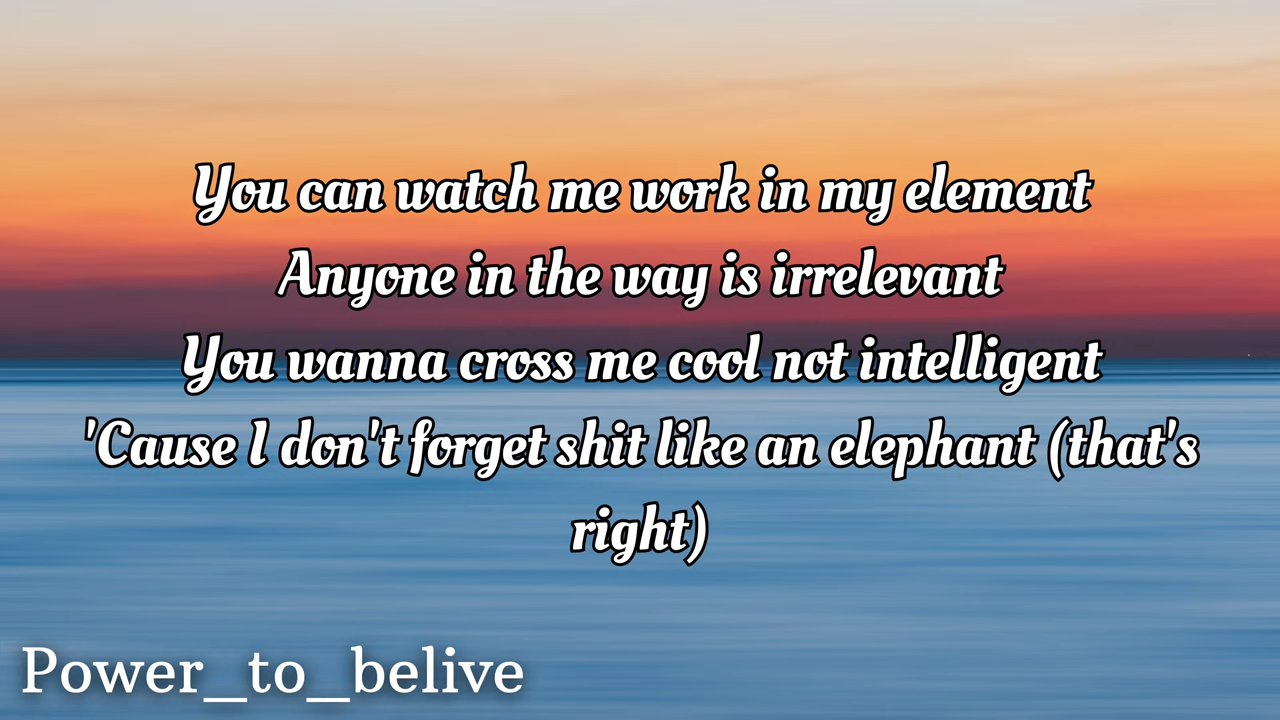 You can watch me work in my element
Anyone in the way is irrelevant
You wanna cross me cool not intelligent
'Cause I don't forget shit like an elephant (that's
right)
Power_to_belive